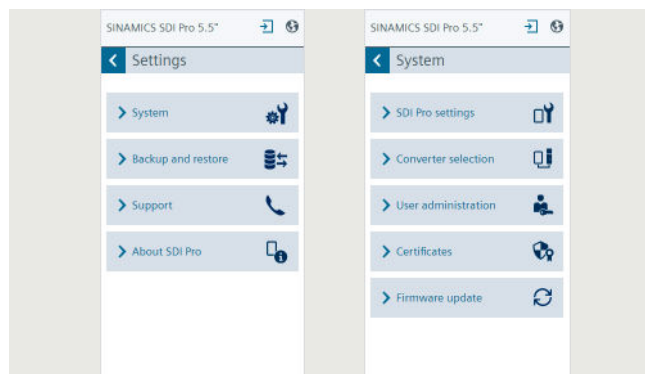 SINAMICS SDI Pro 5.5"
Settings
System
Backup and restore
Support
About SDI Pro
SINAMICS SDI Pro 5.5"
System
SDI Pro settings
Converter selection
User administration
Certificates
Firmware update